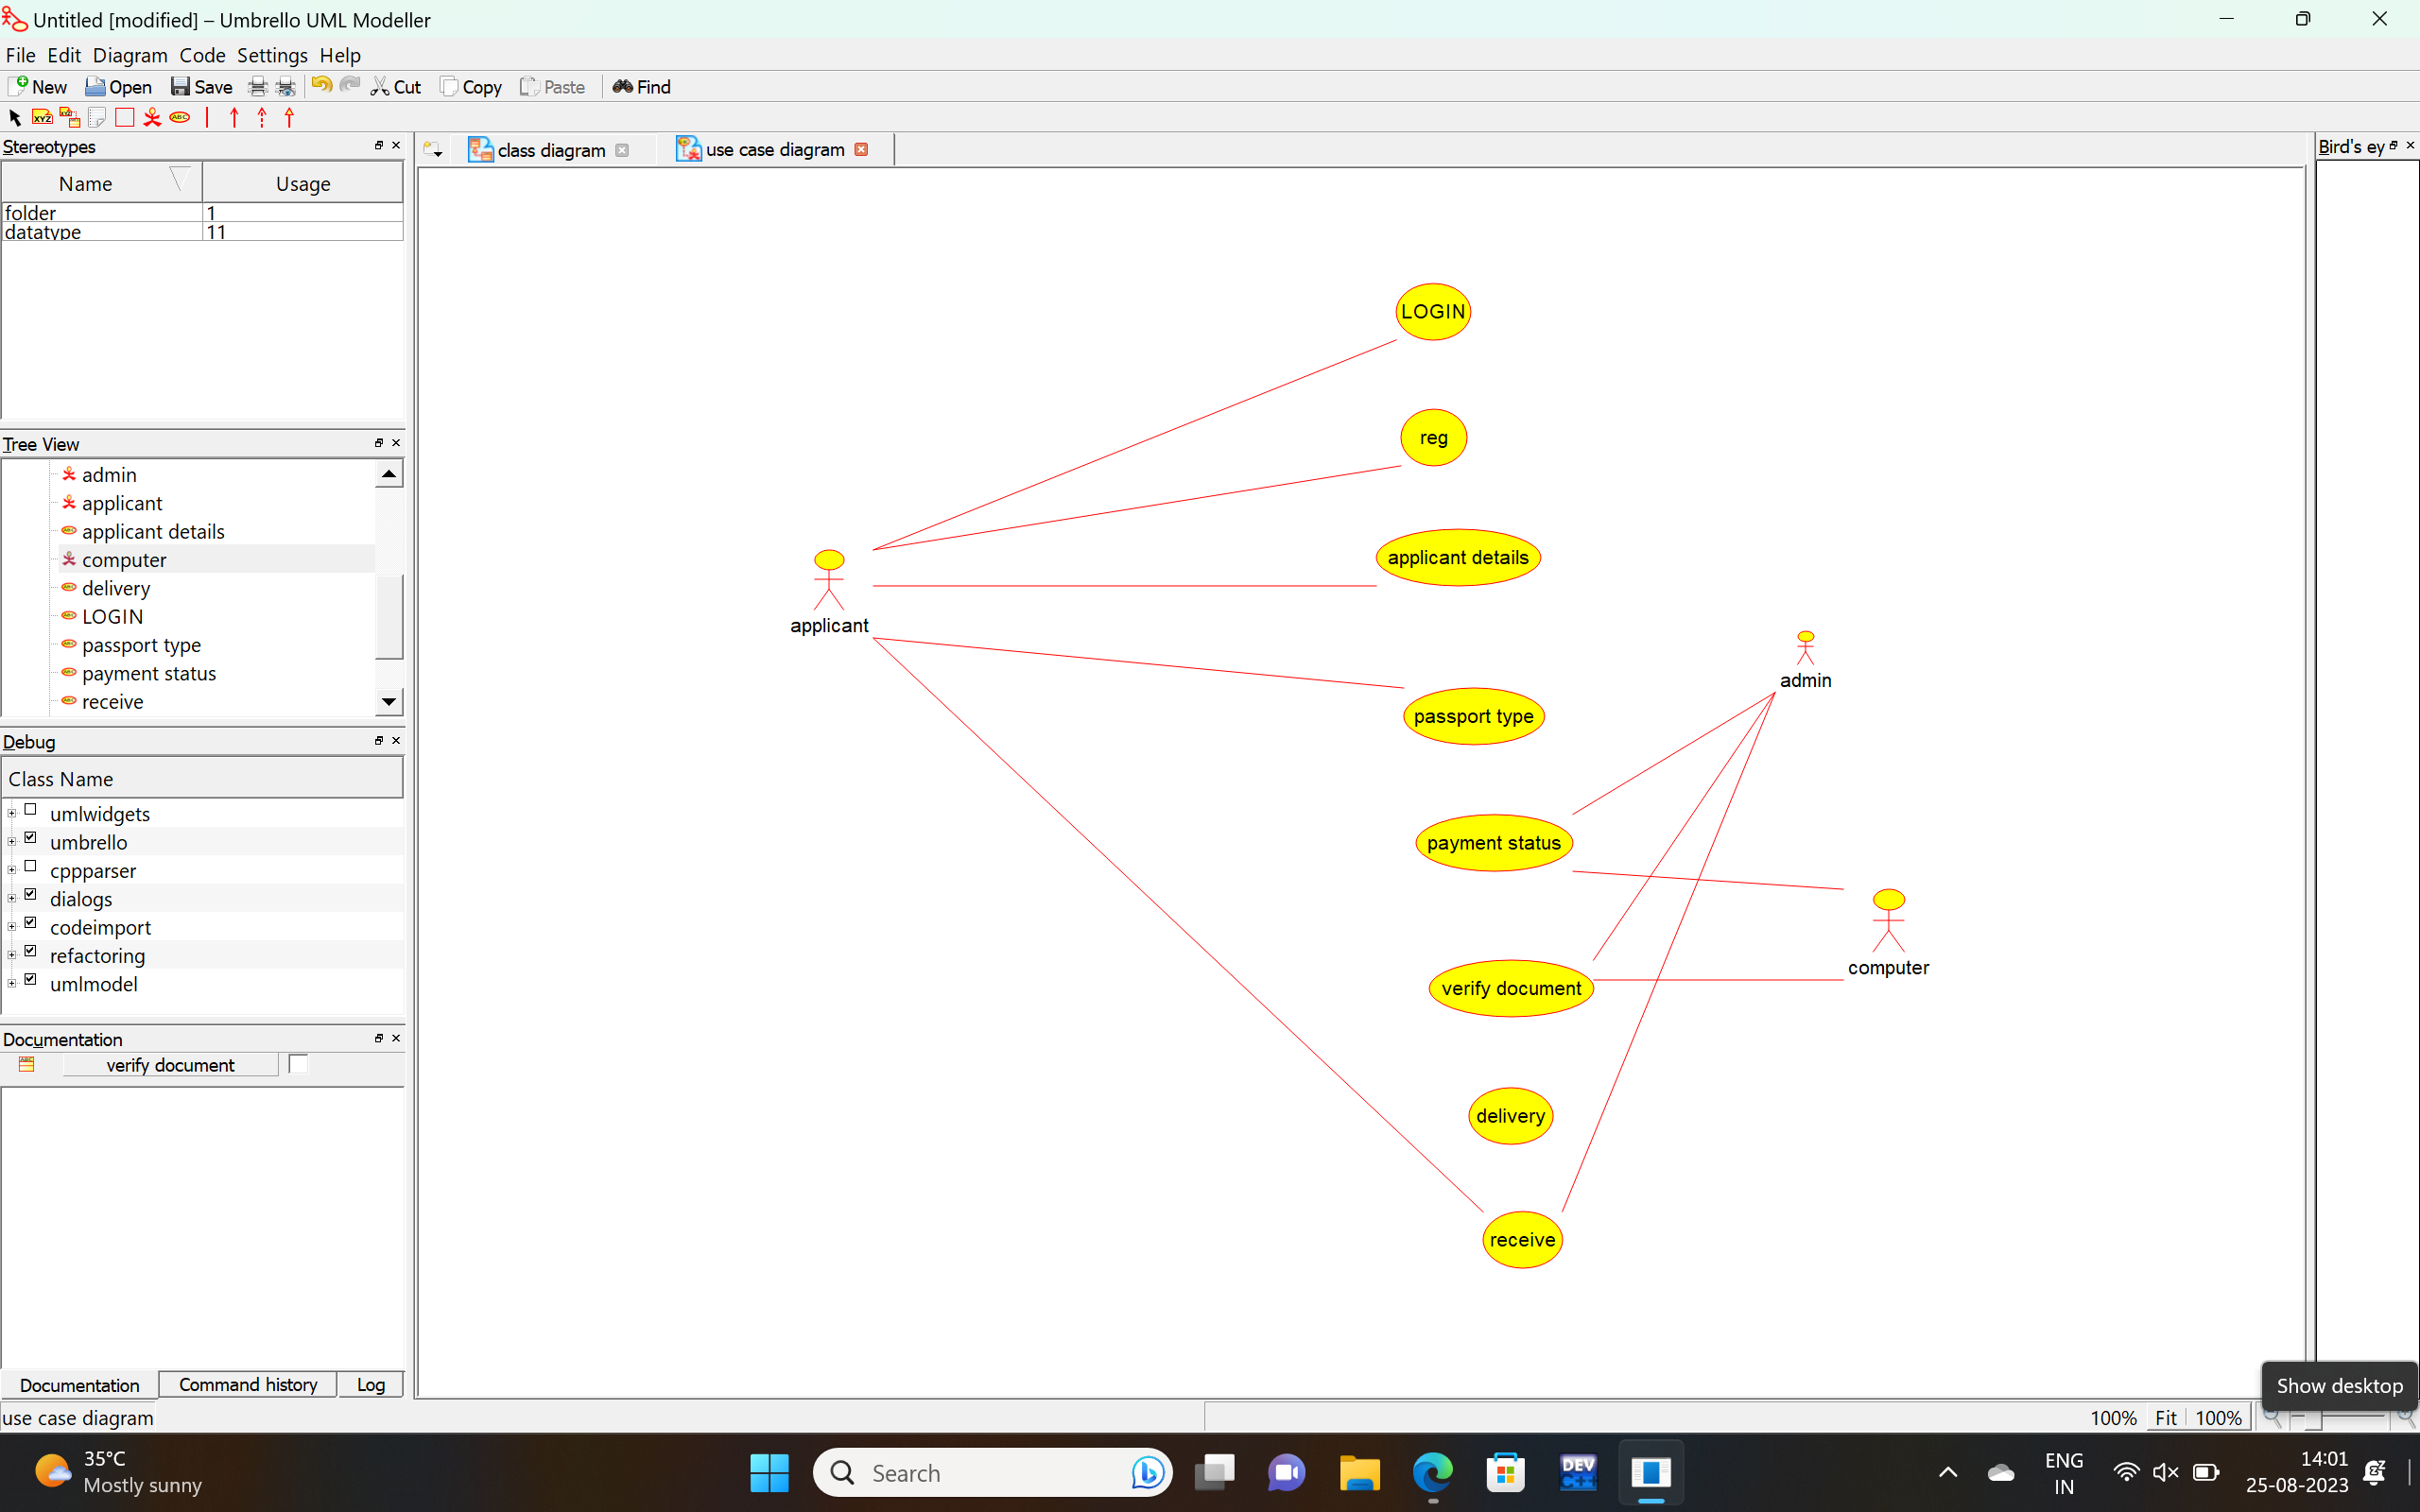 Untitled [modified] – Umbrello UML Modeller
File Edit Diagram Code Settings Help
New Open Save Cut Copy Paste Find
XYZ XYZ ABC
Stereotypes
Name Usage
folder 1
datatype 11
Tree View
admin
applicant
applicant details
computer
delivery
LOGIN
passport type
payment status
receive
Debug
Class Name
umlwidgets
umbrello
cppparser
dialogs
codeimport
refactoring
umlmodel
Documentation
verify document
Documentation Command history Log
use case diagram
class diagram use case diagram
LOGIN
reg
applicant details
applicant
passport type
admin
payment status
computer
verify document
delivery
receive
Bird's ey
Show desktop
100% Fit 100%
35°C
Mostly sunny
Search
DEV
C++
ENG
IN
14:01
25-08-2023